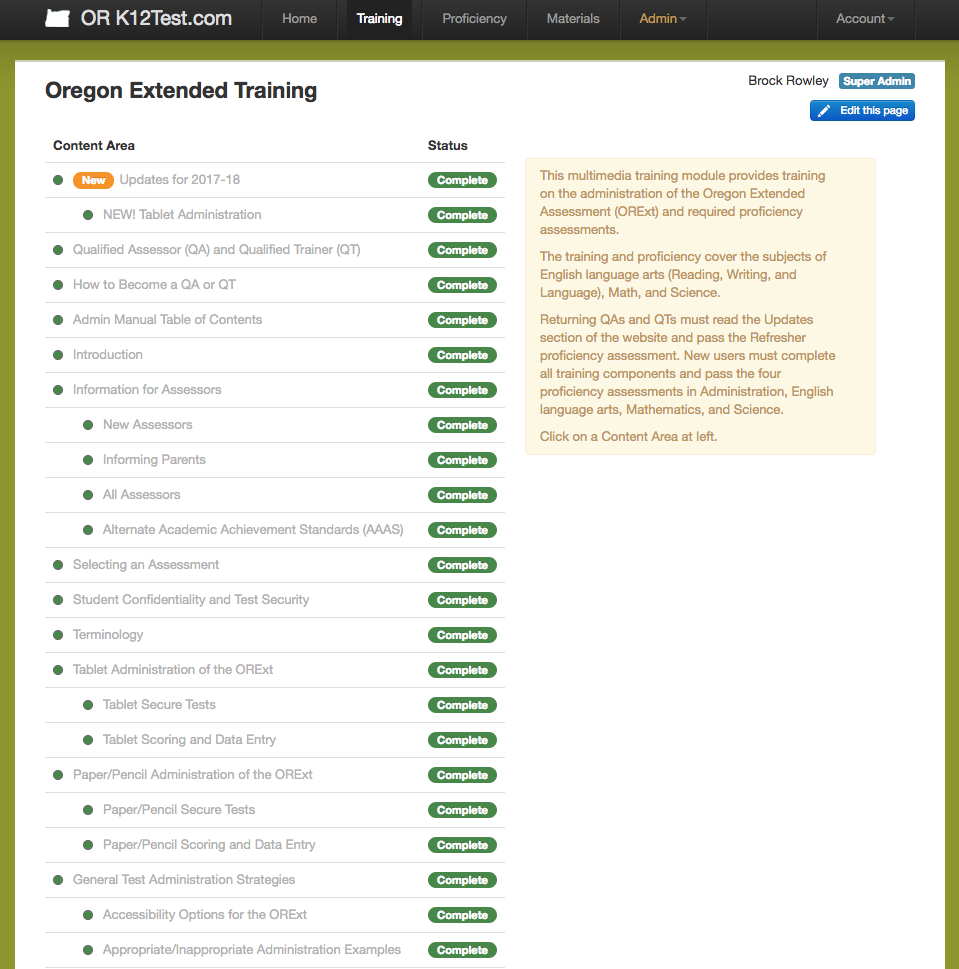 OR K12Test.com Home Training Proficiency Materials Admin Account
Oregon Extended Training
Brock Rowley Super Admin
Edit this page
Content Area Status
New Updates for 2017-18 Complete
NEW! Tablet Administration Complete
Qualified Assessor (QA) and Qualified Trainer (QT) Complete
How to Become a QA or QT Complete
Admin Manual Table of Contents Complete
Introduction Complete
Information for Assessors Complete
New Assessors Complete
Informing Parents Complete
All Assessors Complete
Alternate Academic Achievement Standards (AAAS) Complete
Selecting an Assessment Complete
Student Confidentiality and Test Security Complete
Terminology Complete
Tablet Administration of the ORExt Complete
Tablet Secure Tests Complete
Tablet Scoring and Data Entry Complete
Paper/Pencil Administration of the ORExt Complete
Paper/Pencil Secure Tests Complete
Paper/Pencil Scoring and Data Entry Complete
General Test Administration Strategies Complete
Accessibility Options for the ORExt Complete
Appropriate/Inappropriate Administration Examples Complete
This multimedia training module provides training
on the administration of the Oregon Extended
Assessment (ORExt) and required proficiency
assessments.
The training and proficiency cover the subjects of
English language arts (Reading, Writing, and
Language), Math, and Science.
Returning QAs and QTs must read the Updates
section of the website and pass the Refresher
proficiency assessment. New users must complete
all training components and pass the four
proficiency assessments in Administration, English
language arts, Mathematics, and Science.
Click on a Content Area at left.